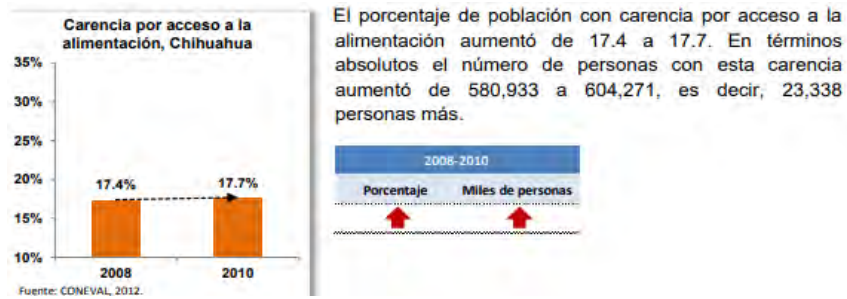 Carencia por acceso a la
alimentación, Chihuahua
35%
30%
25%
20%
15%
10%
17.4%
17.7%
2008
2010
Fuente: CONEVAL, 2012.
El porcentaje de población con carencia por acceso a la
alimentación aumentó de 17.4 a 17.7. En términos
absolutos el número de personas con esta carencia
aumentó de 580,933 a 604,271, es decir, 23,338
personas más.
2008-2010
Porcentaje Miles de personas